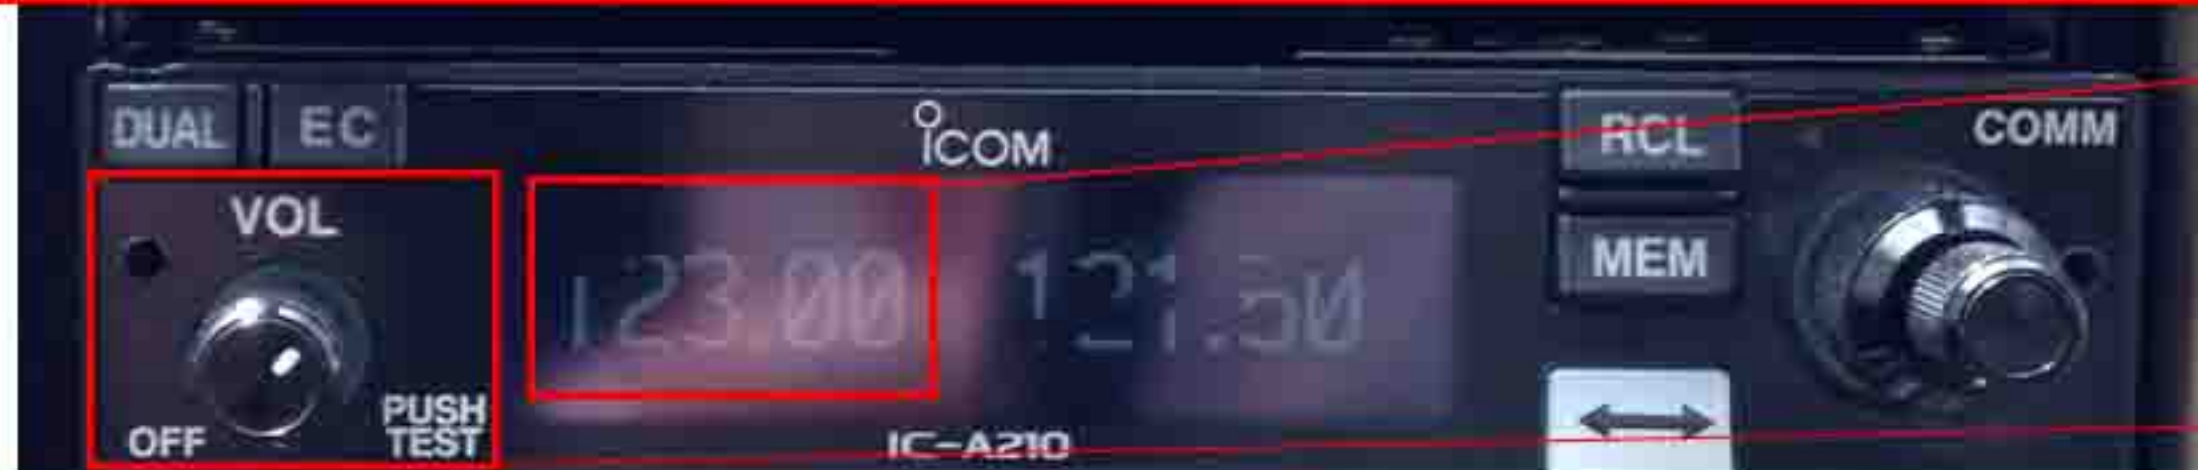 DUAL EC
ICOM
RCL
COMM
VOL
MEM
123.00 121.50
OFF
PUSH
TEST
IC-A210